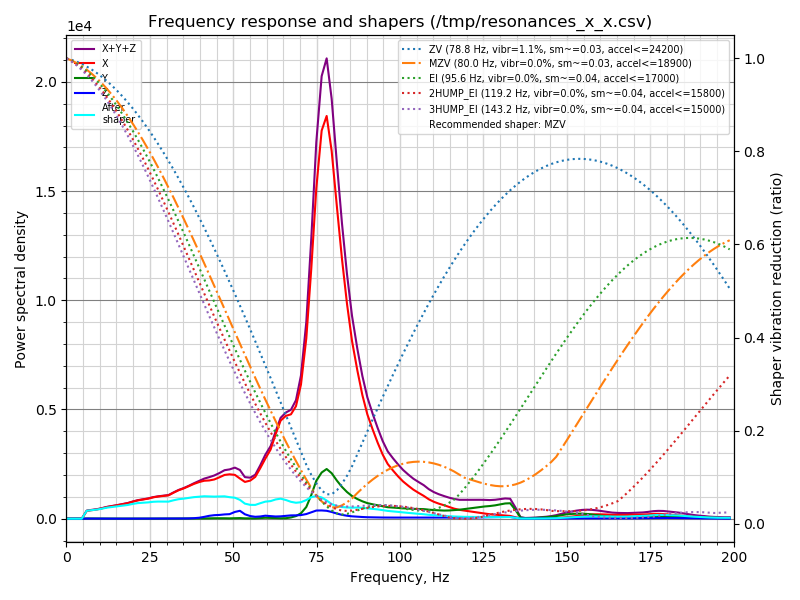 Frequency response and shapers (/tmp/resonances_x_x.csv)
1e4
X+Y+Z
X
Y
Z
After
shaper
ZV (78.8 Hz, vibr=1.1%, sm~=0.03, accel<=24200)
MZV (80.0 Hz, vibr=0.0%, sm~=0.03, accel<=18900)
EI (95.6 Hz, vibr=0.0%, sm~=0.04, accel<=17000)
2HUMP_EI (119.2 Hz, vibr=0.0%, sm~=0.04, accel<=15800)
3HUMP_EI (143.2 Hz, vibr=0.0%, sm~=0.04, accel<=15000)
Recommended shaper: MZV
Power spectral density
2.0
1.5
1.0
0.5
0.0
1.0
0.8
0.6
0.4
0.2
0.0
Shaper vibration reduction (ratio)
0 25 50 75 100 125 150 175 200
Frequency, Hz